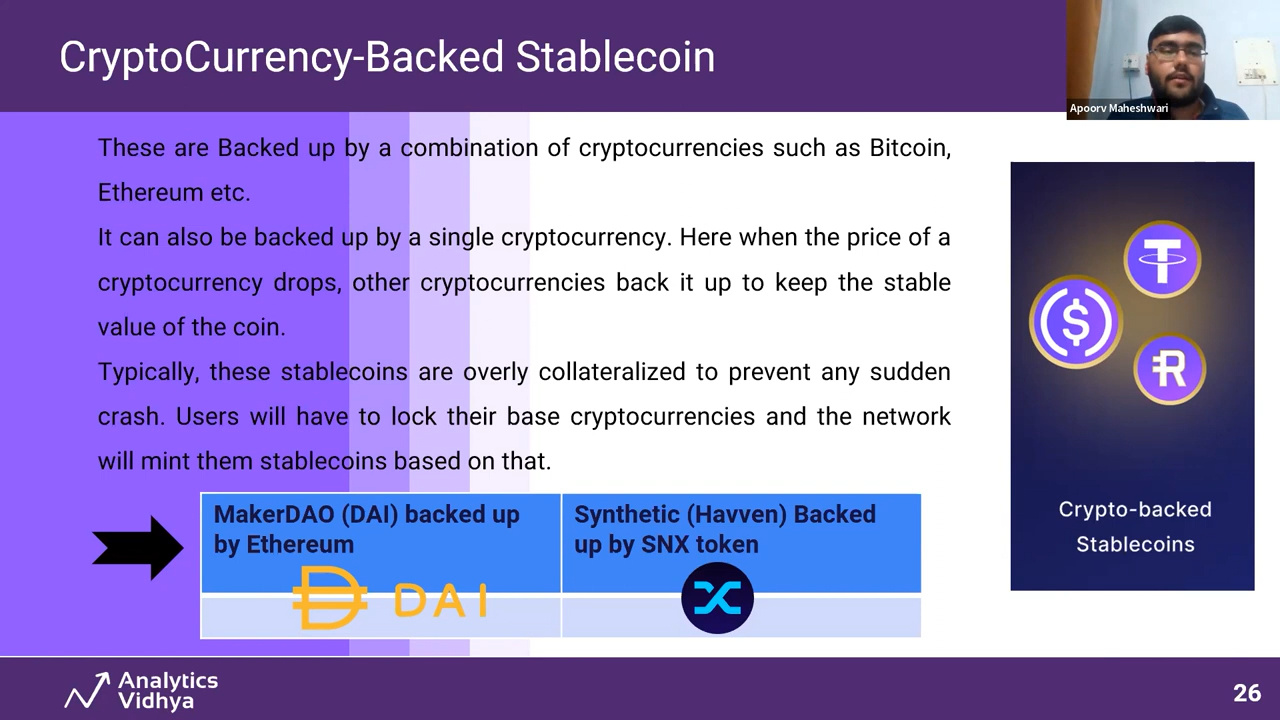 CryptoCurrency-Backed Stablecoin
Apoorv Maheshwari
These are Backed up by a combination of cryptocurrencies such as Bitcoin,
Ethereum etc.
It can also be backed up by a single cryptocurrency. Here when the price of a
cryptocurrency drops, other cryptocurrencies back it up to keep the stable
value of the coin.
Typically, these stablecoins are overly collateralized to prevent any sudden
crash. Users will have to lock their base cryptocurrencies and the network
will mint them stablecoins based on that.
MakerDAO (DAI) backed up
by Ethereum
DAI
Synthetic (Havven) Backed
up by SNX token
Crypto-backed
Stablecoins
Analytics
Vidhya
26